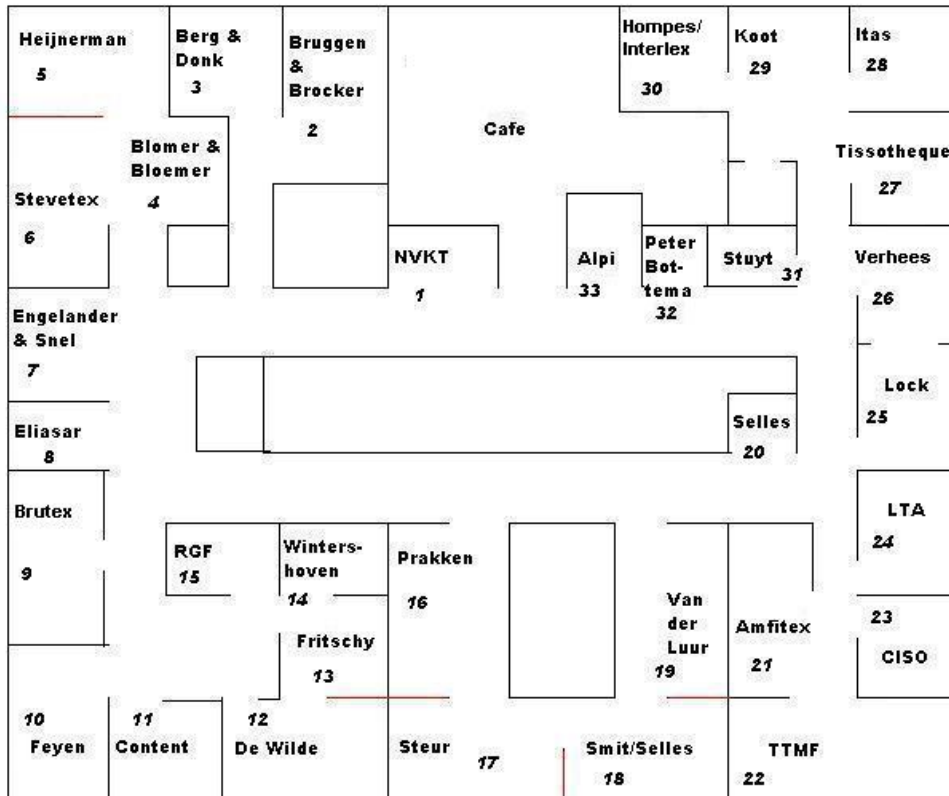 Heijnerman
5
Berg &
Donk
3
Bruggen
&
Brocker
2
Cafe
Hompes/
Interlex
30
Koot
29
Itas
28
Blomer &
Bloemer
4
Tissotheque
27
Stevetex
6
NVKT
1
Alpi
33
Peter
Bot-
tema
32
Stuyt
31
Verhees
26
Engelander
& Snel
7
Lock
25
Eliasar
8
Selles
20
Brutex
9
RGF
15
Winters-
hoven
14
Prakken
16
LTA
24
Van
der
Luur
19
Amfitex
21
23
CISO
Fritschy
13
10
Feyen
11
Content
12
De Wilde
Steur
17
Smit/Selles
18
TTMF
22